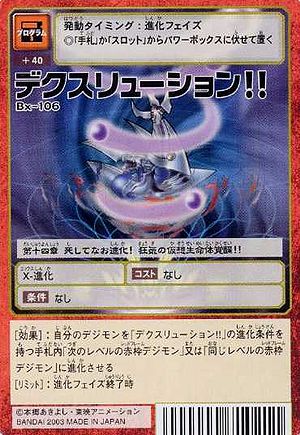 プログラム
+40
発動タイミング：進化フェイズ
◎「手札」か「スロット」からパワーボックスに伏せて置く
デクスリューション!!
Bx-106
第十四章 死してなお進化! 狂気の仮想生命体覚醒!!
X-進化
コスト なし
条件 なし
[効果]：自分のデジモンを「デクスリューション!!」の進化条件を
持つ手札内「次のレベルの赤枠デジモン」又は「同じレベルの赤枠
デジモン」に進化させる
[リミット]：進化フェイズ終了時
©本郷あきよし・東映アニメーション
BANDAI 2003 MADE IN JAPAN